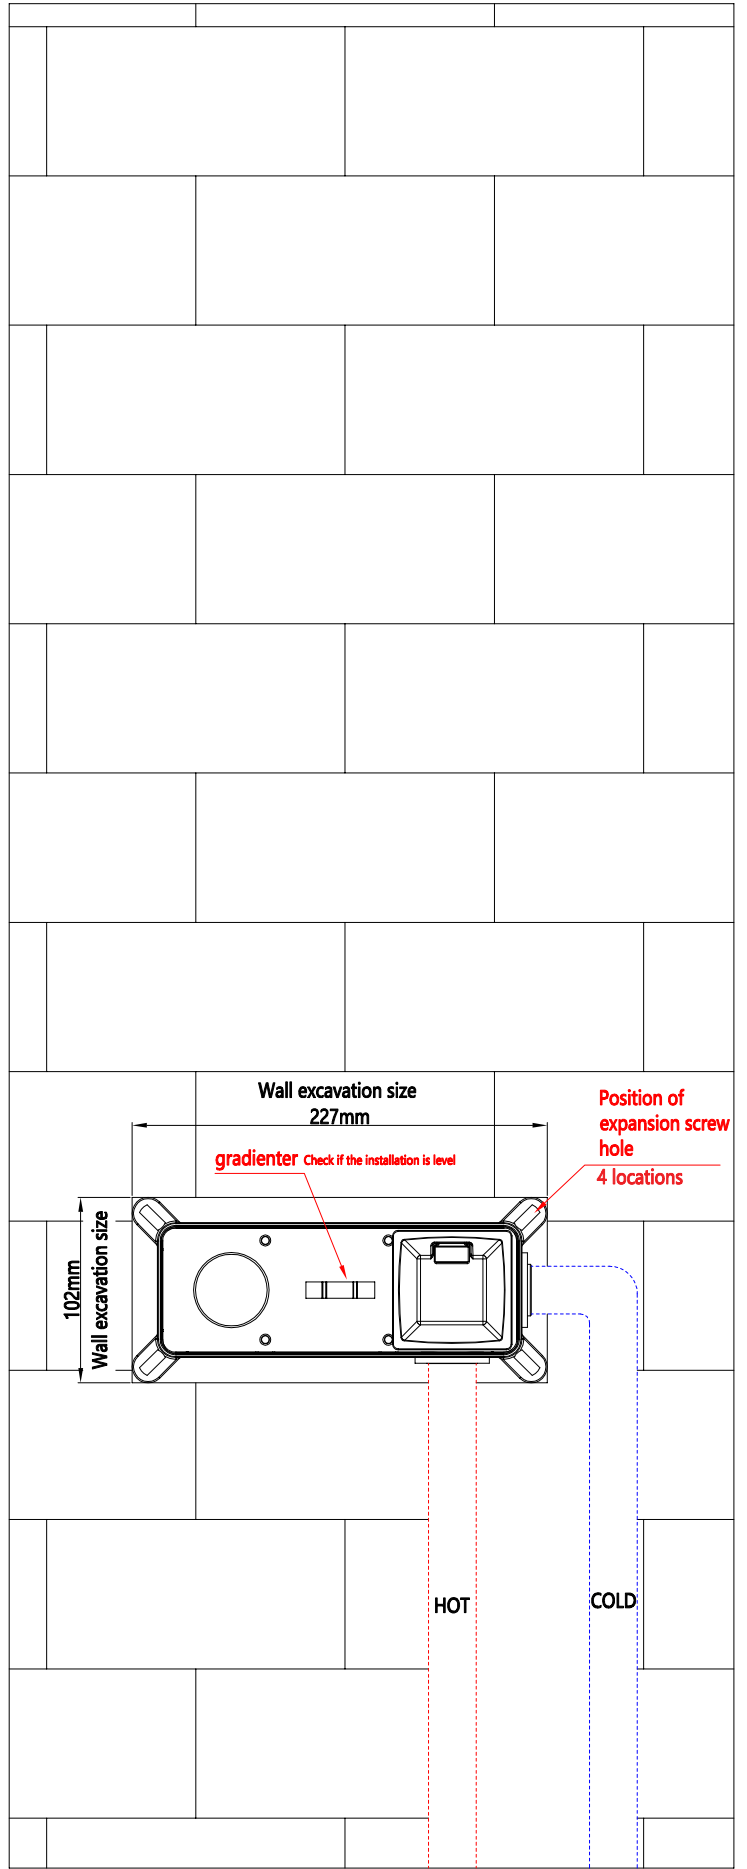 Wall excavation size
227mm
Position of
expansion screw
hole
4 locations
gradienter Check if the installation is level
102mm
Wall excavation size
HOT
COLD